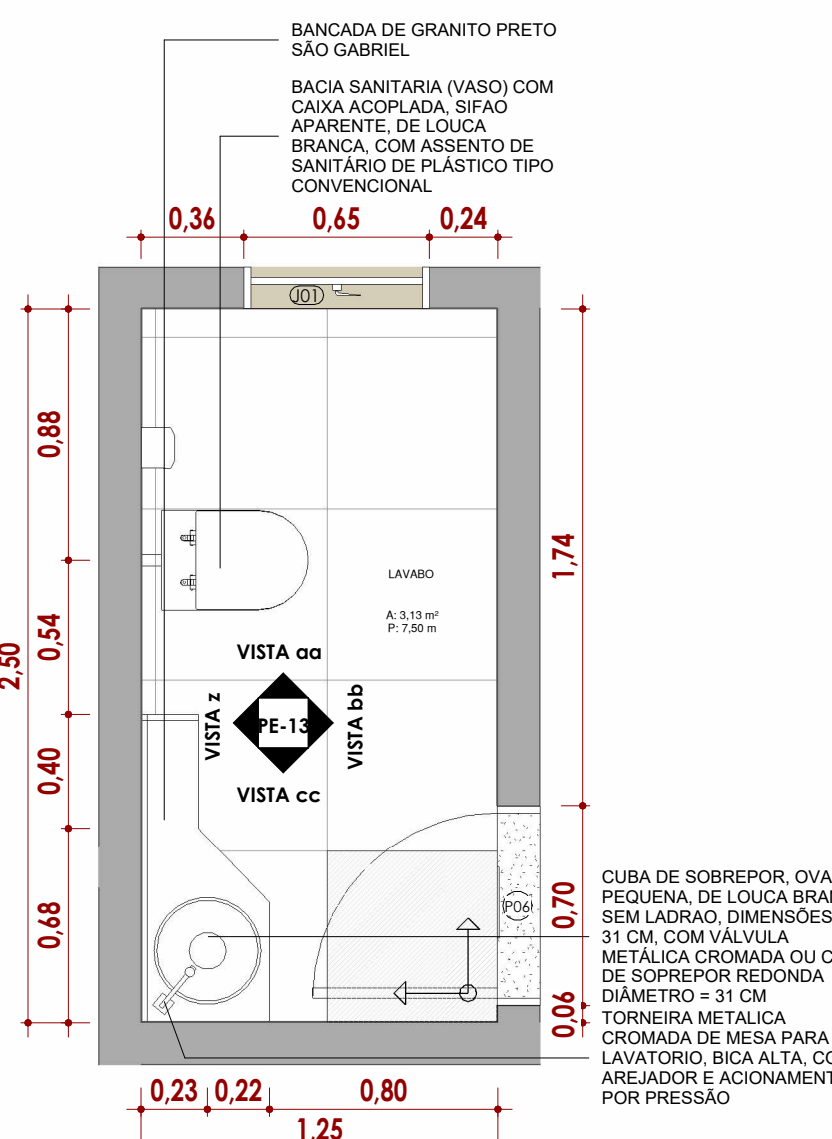 BANCADA DE GRANITO PRETO
SÃO GABRIEL
BACIA SANITARIA (VASO) COM
CAIXA ACOPLADA, SIFAO
APARENTE, DE LOUCA
BRANCA, COM ASSENTO DE
SANITÁRIO DE PLÁSTICO TIPO
CONVENCIONAL
0,36 0,65 0,24
J01
0,88
0,54
2,50
0,40
0,68
1,74
0,70
0,06
LAVABO
A: 3,13 m²
P: 7,50 m
VISTA aa
VISTA z
PE-13
VISTA bb
VISTA cc
P06
CUBA DE SOBREPOR, OVA
PEQUENA, DE LOUCA BRAN
SEM LADRAO, DIMENSÕES
31 CM, COM VÁLVULA
METÁLICA CROMADA OU C
DE SOPREPOR REDONDA
DIÂMETRO = 31 CM
TORNEIRA METALICA
CROMADA DE MESA PARA
LAVATORIO, BICA ALTA, CO
AREJADOR E ACIONAMENT
POR PRESSÃO
0,23 0,22 0,80
1,25